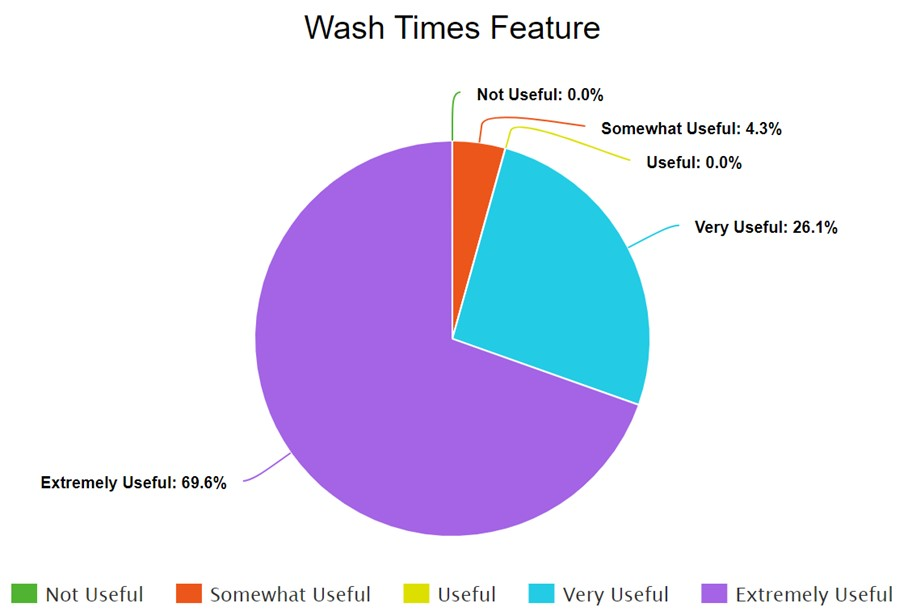 Wash Times Feature
Not Useful: 0.0%
Somewhat Useful: 4.3%
Useful: 0.0%
Very Useful: 26.1%
Extremely Useful: 69.6%
Not Useful Somewhat Useful Useful Very Useful Extremely Useful